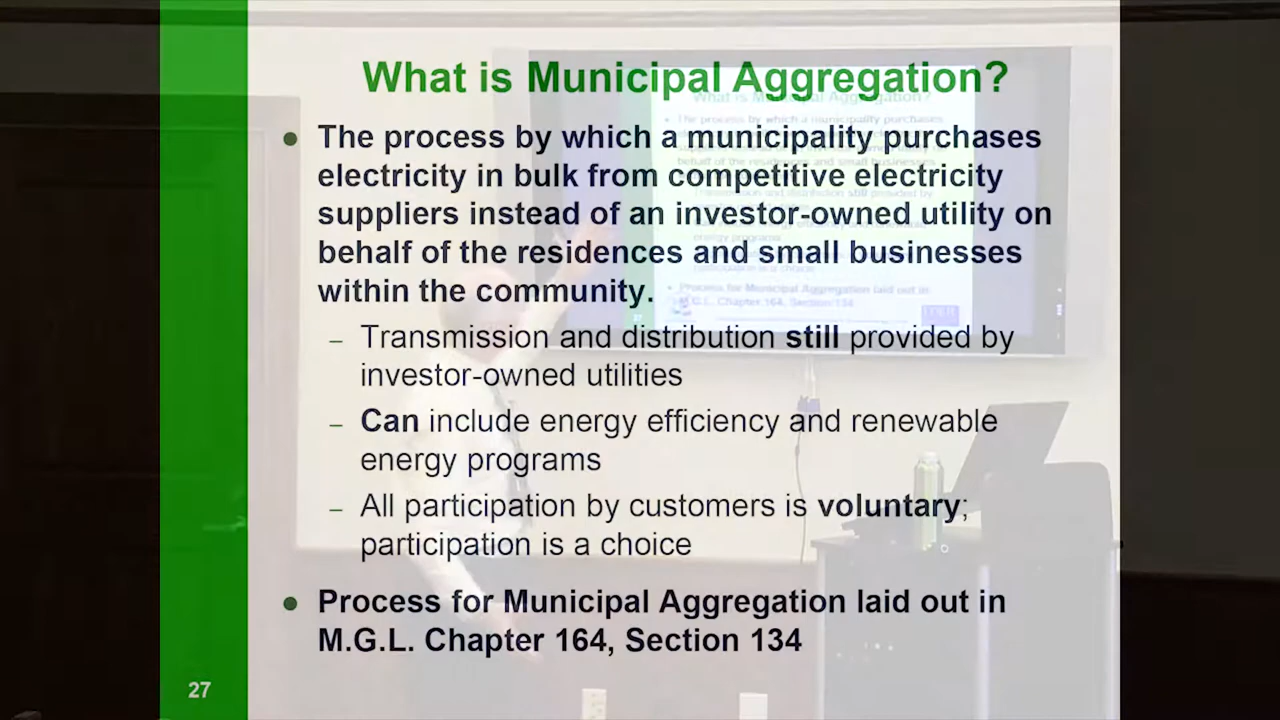 What is Municipal Aggregation?
● The process by which a municipality purchases
electricity in bulk from competitive electricity
suppliers instead of an investor-owned utility on
behalf of the residences and small businesses
within the community.
– Transmission and distribution still provided by
investor-owned utilities
– Can include energy efficiency and renewable
energy programs
– All participation by customers is voluntary;
participation is a choice
● Process for Municipal Aggregation laid out in
M.G.L. Chapter 164, Section 134
27